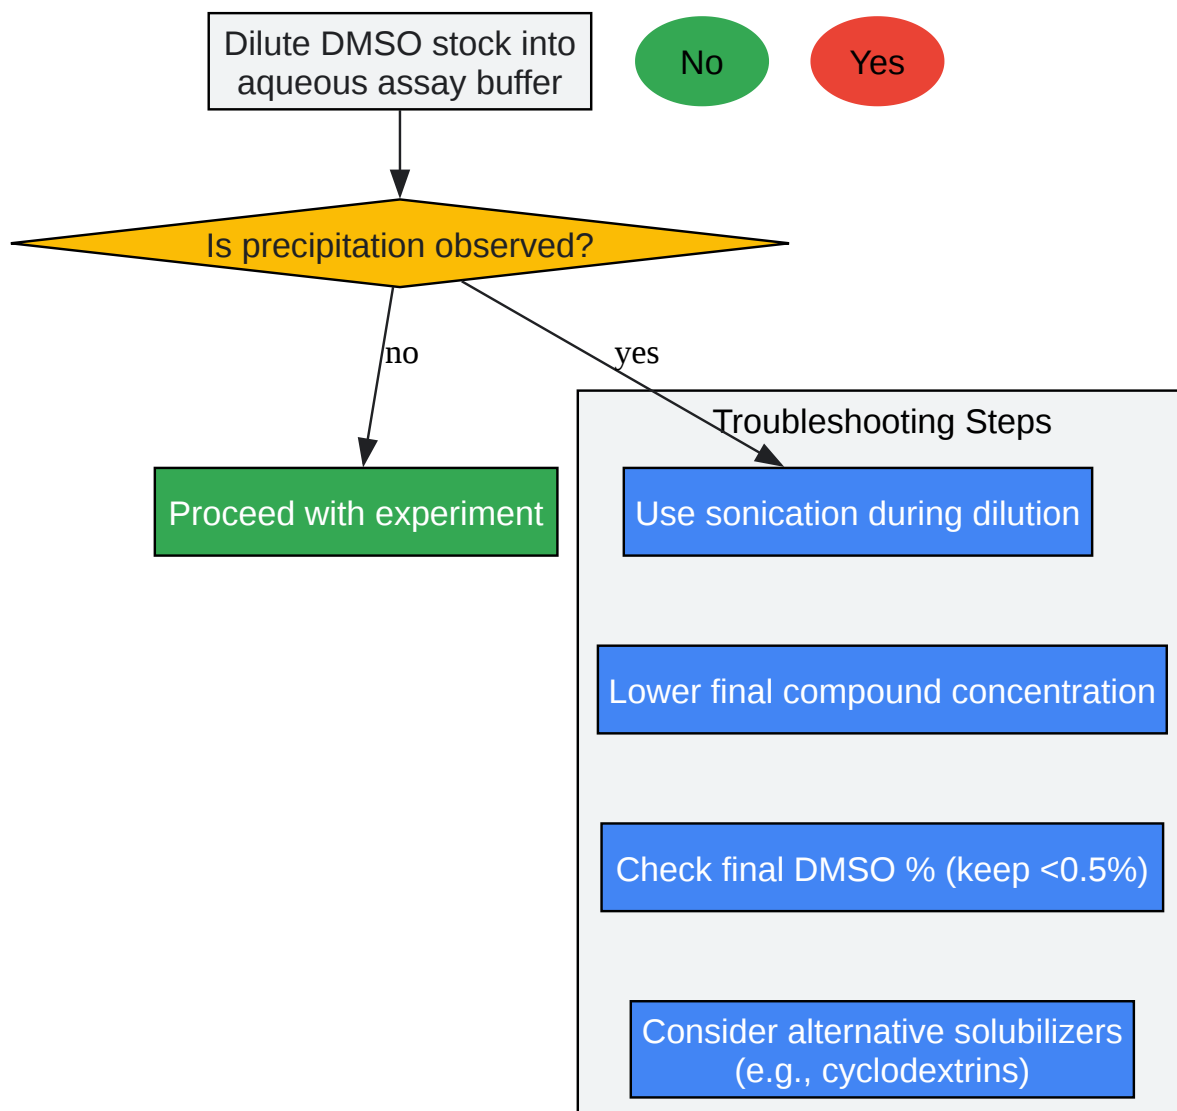 Dilute DMSO stock into
aqueous assay buffer
No
Yes
Is precipitation observed?
no
yes
Troubleshooting Steps
Proceed with experiment
Use sonication during dilution
Lower final compound concentration
Check final DMSO % (keep <0.5%)
Consider alternative solubilizers
(e.g., cyclodextrins)